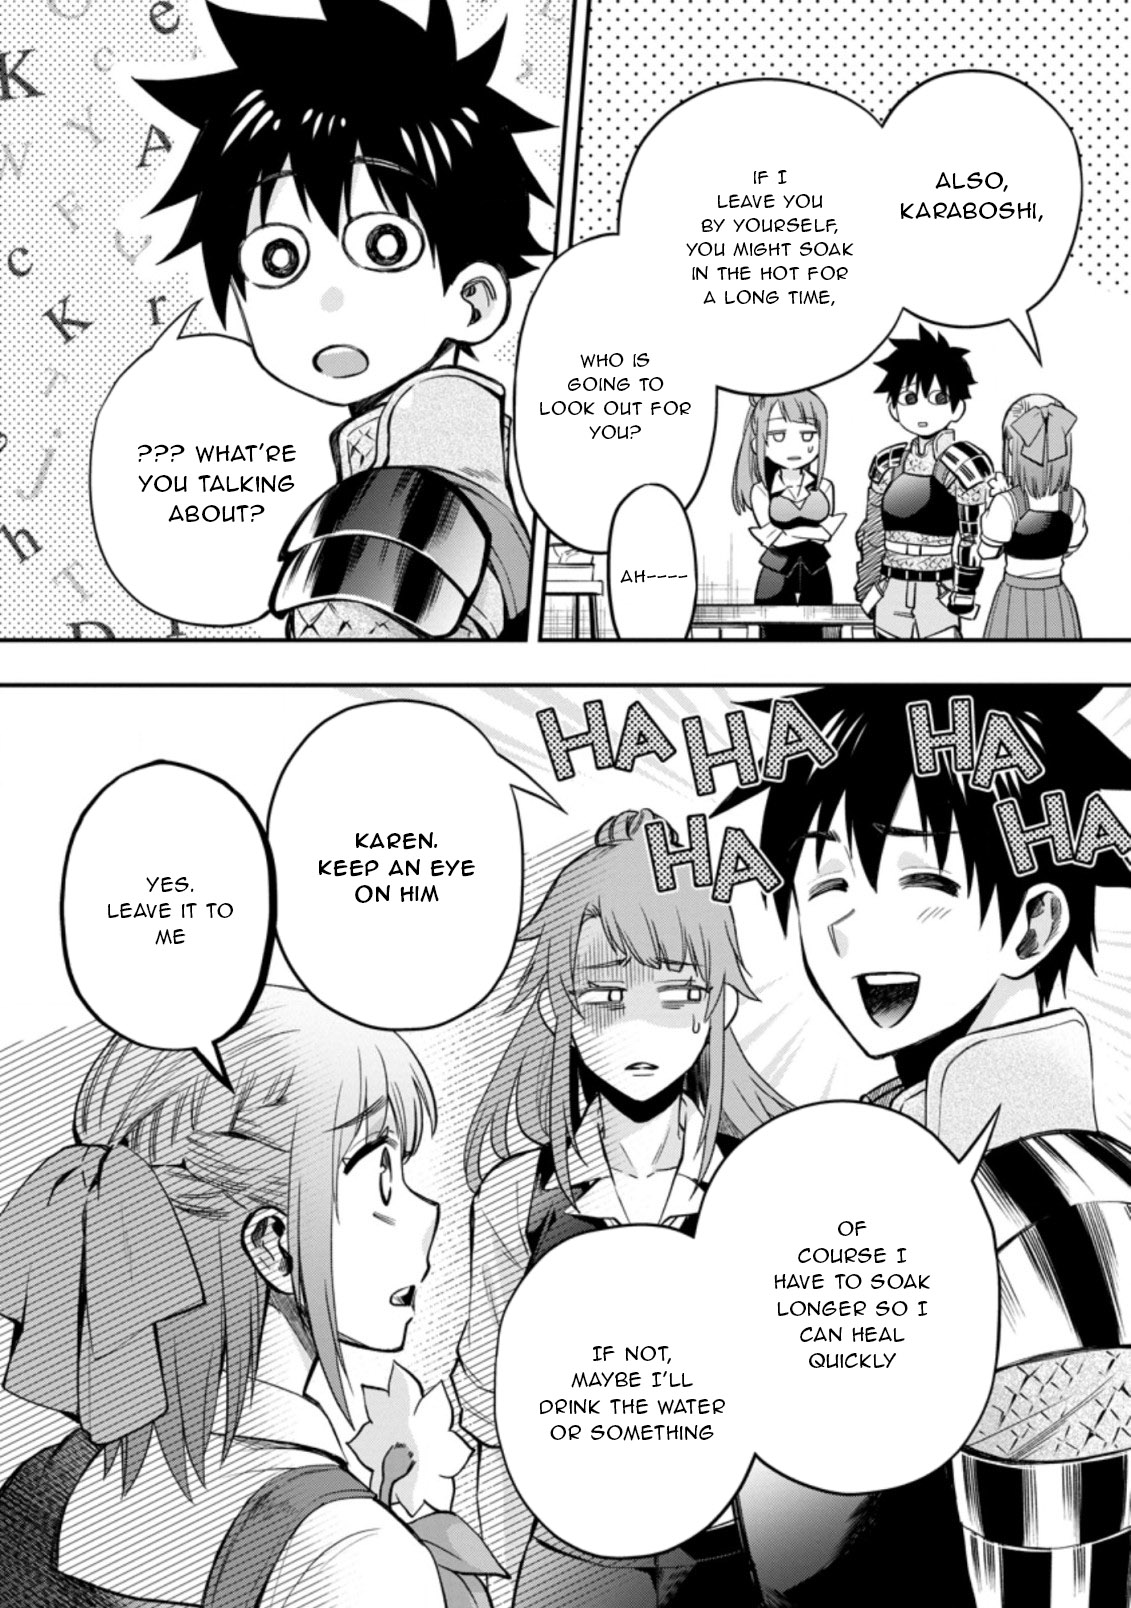 ALSO,
KARABOSHI,
IF I
LEAVE YOU
BY YOURSELF,
YOU MIGHT SOAK
IN THE HOT FOR
A LONG TIME,
WHO IS
GOING TO
LOOK OUT FOR
YOU?
AH----
??? WHAT'RE
YOU TALKING
ABOUT?
HA HA HA
HA HA
OF
COURSE I
HAVE TO SOAK
LONGER SO I
CAN HEAL
QUICKLY
IF NOT,
MAYBE I'LL
DRINK THE WATER
OR SOMETHING
KAREN.
KEEP AN EYE
ON HIM
YES.
LEAVE IT TO
ME